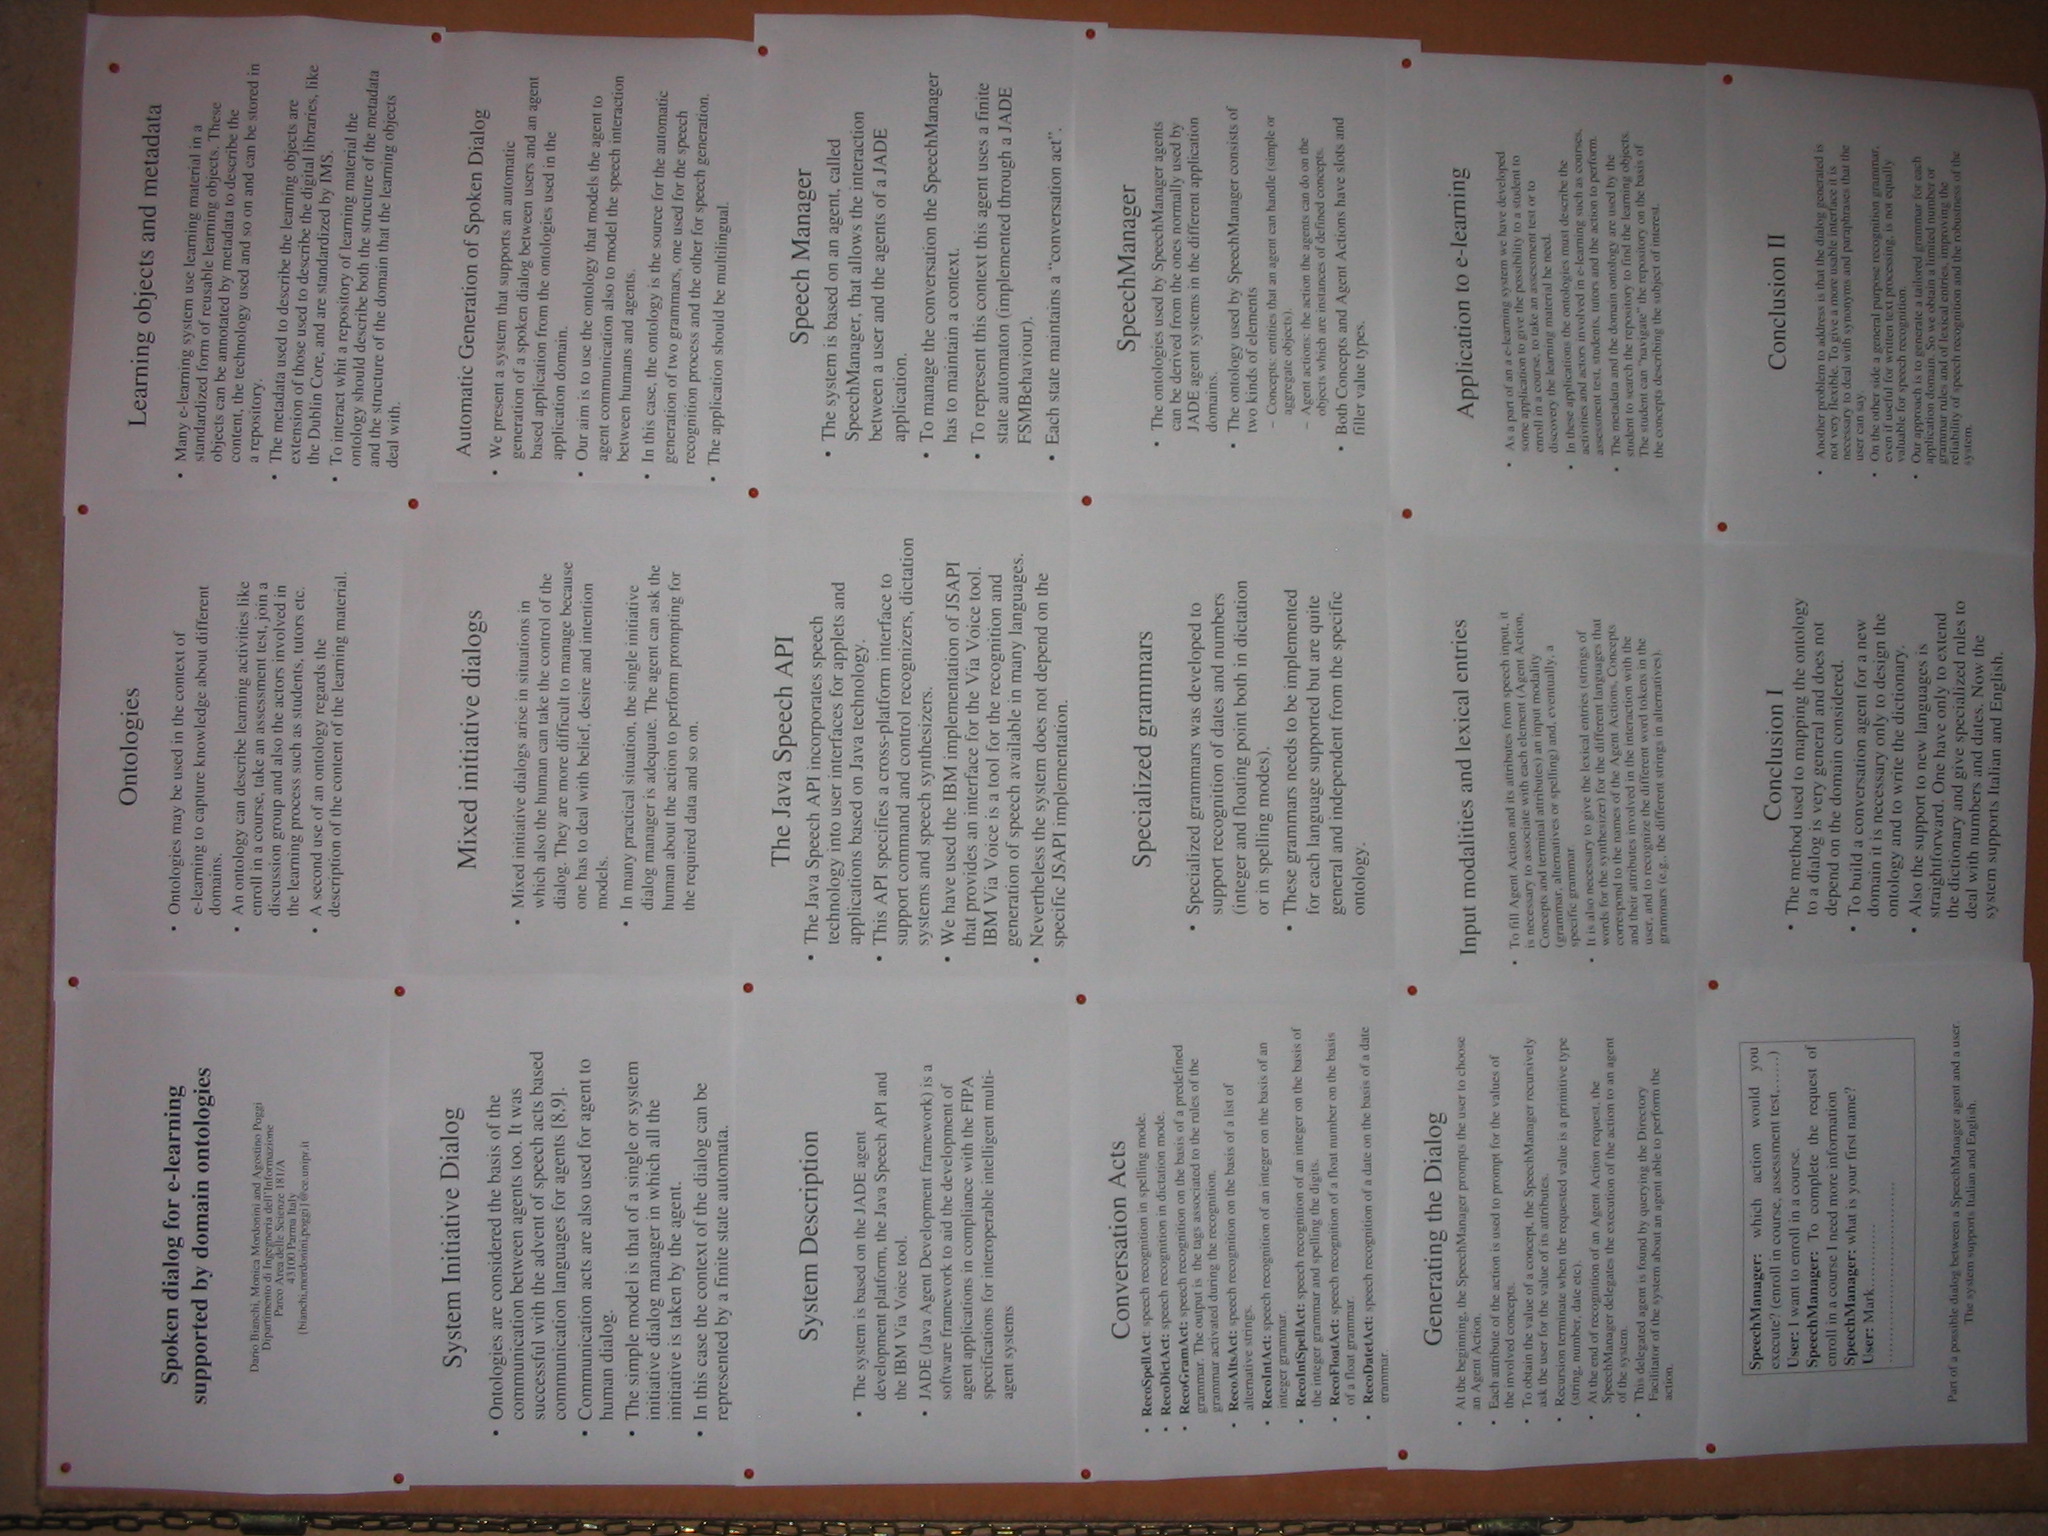 Spoken dialog for e-learning
supported by domain ontologies
Dario Bianchi, Monica Mordonini and Agostino Poggi
Dipartimento di Ingegneria dell'Informazione
Parco Area delle Scienze 181/A
43100 Parma Italy
{bianchi,mordonini,poggi}@ce.unipr.it
Ontologies
• Ontologies may be used in the context of
e-learning to capture knowledge about different
domains.
• An ontology can describe learning activities like
enroll in a course, take an assessment test, join a
discussion group and also the actors involved in
the learning process such as students, tutors etc.
• A second use of an ontology regards the
description of the content of the learning material.
Learning objects and metadata
• Many e-learning system use learning material in a
standardized form of reusable learning objects. These
objects can be annotated by metadata to describe the
content, the technology used and so on and can be stored in
a repository.
• The metadata used to describe the learning objects are
extension of those used to describe the digital libraries, like
the Dublin Core, and are standardized by IMS.
• To interact whit a repository of learning material the
ontology should describe both the structure of the metadata
and the structure of the domain that the learning objects
deal with.
System Initiative Dialog
• Ontologies are considered the basis of the
communication between agents too. It was
successful with the advent of speech acts based
communication languages for agents [8,9].
• Communication acts are also used for agent to
human dialog.
• The simple model is that of a single or system
initiative dialog manager in which all the
initiative is taken by the agent.
• In this case the context of the dialog can be
represented by a finite state automata.
Mixed initiative dialogs
• Mixed initiative dialogs arise in situations in
which also the human can take the control of the
dialog. They are more difficult to manage because
one has to deal with belief, desire and intention
models.
• In many practical situation, the single initiative
dialog manager is adequate. The agent can ask the
human about the action to perform prompting for
the required data and so on.
Automatic Generation of Spoken Dialog
• We present a system that supports an automatic
generation of a spoken dialog between users and an agent
based application from the ontologies used in the
application domain.
• Our aim is to use the ontology that models the agent to
agent communication also to model the speech interaction
between humans and agents.
• In this case, the ontology is the source for the automatic
generation of two grammars, one used for the speech
recognition process and the other for speech generation.
• The application should be multilingual.
System Description
• The system is based on the JADE agent
development platform, the Java Speech API and
the IBM Via Voice tool.
• JADE (Java Agent Development framework) is a
software framework to aid the development of
agent applications in compliance with the FIPA
specifications for interoperable intelligent multi-
agent systems
The Java Speech API
• The Java Speech API incorporates speech
technology into user interfaces for applets and
applications based on Java technology.
• This API specifies a cross-platform interface to
support command and control recognizers, dictation
systems and speech synthesizers.
• We have used the IBM implementation of JSAPI
that provides an interface for the Via Voice tool.
IBM Via Voice is a tool for the recognition and
generation of speech available in many languages.
• Nevertheless the system does not depend on the
specific JSAPI implementation.
Speech Manager
• The system is based on an agent, called
SpeechManager, that allows the interaction
between a user and the agents of a JADE
application.
• To manage the conversation the SpeechManager
has to maintain a context.
• To represent this context this agent uses a finite
state automaton (implemented through a JADE
FSMBehaviour).
• Each state maintains a “conversation act”.
Conversation Acts
• RecoSpellAct: speech recognition in spelling mode.
• RecoDictAct: speech recognition in dictation mode.
• RecoGramAct: speech recognition on the basis of a predefined
grammar. The output is the tags associated to the rules of the
grammar activated during the recognition.
• RecoAltsAct: speech recognition on the basis of a list of
alternative strings.
• RecoIntAct: speech recognition of an integer on the basis of an
integer grammar.
• RecoIntSpellAct: speech recognition of an integer on the basis of
the integer grammar and spelling the digits.
• RecoFloatAct: speech recognition of a float number on the basis
of a float grammar.
• RecoDateAct: speech recognition of a date on the basis of a date
grammar.
Specialized grammars
• Specialized grammars was developed to
support recognition of dates and numbers
(integer and floating point both in dictation
or in spelling modes).
• These grammars needs to be implemented
for each language supported but are quite
general and independent from the specific
ontology.
SpeechManager
• The ontologies used by SpeechManager agents
can be derived from the ones normally used by
JADE agent systems in the different application
domains.
• The ontology used by SpeechManager consists of
two kinds of elements
– Concepts: entities that an agent can handle (simple or
aggregate objects).
– Agent actions: the action the agents can do on the
objects which are instances of defined concepts.
• Both Concepts and Agent Actions have slots and
filler value types.
Generating the Dialog
• At the beginning, the SpeechManager prompts the user to choose
an Agent Action.
• Each attribute of the action is used to prompt for the values of
the involved concepts.
• To obtain the value of a concept, the SpeechManager recursively
ask the user for the value of its attributes.
• Recursion terminate when the requested value is a primitive type
(string, number, date etc).
• At the end of recognition of an Agent Action request, the
SpeechManager delegates the execution of the action to an agent
of the system.
• This delegated agent is found by querying the Directory
Facilitator of the system about an agent able to perform the
action.
Input modalities and lexical entries
• To fill Agent Action and its attributes from speech input, it
is necessary to associate with each element (Agent Action,
Concepts and terminal attributes) an input modality
(grammar, alternatives or spelling) and, eventually, a
specific grammar.
• It is also necessary to give the lexical entries (strings of
words for the synthesizer) for the different languages that
correspond to the names of the Agent Actions, Concepts
and their attributes involved in the interaction with the
user, and to recognize the different word tokens in the
grammars (e.g., the different strings in alternatives).
Application to e-learning
• As a part of an e-learning system we have developed
some application to give the possibility to a student to
enroll in a course, to take an assessment test or to
discovery the learning material he need.
• In these applications the ontologies must describe the
activities and actors involved in e-learning such as courses,
assessment test, students, tutors and the action to perform.
• The metadata and the domain ontology are used by the
student to search the repository to find the learning objects.
The student can “navigate” the repository on the basis of
the concepts describing the subject of interest.
SpeechManager: which action would you
execute? (enroll in course, assessment test,……)
User: I want to enroll in a course.
SpeechManager: To complete the request of
enroll in a course I need more information
SpeechManager: what is your first name?
User: Mark…………
……………………………
Part of a possible dialog between a SpeechManager agent and a user.
The system supports Italian and English.
Conclusion I
• The method used to mapping the ontology
to a dialog is very general and does not
depend on the domain considered.
• To build a conversation agent for a new
domain it is necessary only to design the
ontology and to write the dictionary.
• Also the support to new languages is
straightforward. One have only to extend
the dictionary and give specialized rules to
deal with numbers and dates. Now the
system supports Italian and English.
Conclusion II
• Another problem to address is that the dialog generated is
not very flexible. To give a more usable interface it is
necessary to deal with synonyms and paraphrases that the
user can say.
• On the other side a general purpose recognition grammar,
even if useful for written text processing, is not equally
valuable for speech recognition.
• Our approach is to generate a tailored grammar for each
application domain. So we obtain a limited number or
grammar rules and of lexical entries, improving the
reliability of speech recognition and the robustness of the
system.